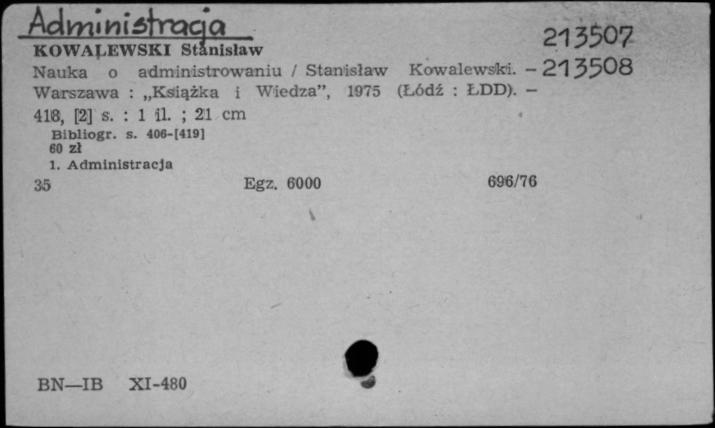 Administracja
KOWALEWSKI Stanisław 213507
Nauka o administrowaniu / Stanisław Kowalewski. – 213508
Warszawa : „Książka i Wiedza”, 1975 (Łódź : ŁDD). –
418, [2] s. : 1 il. ; 21 cm
Bibliogr. s. 406-[419]
60 zł
1. Administracja
35 Egz. 6000 696/76
BN—IB XI-480